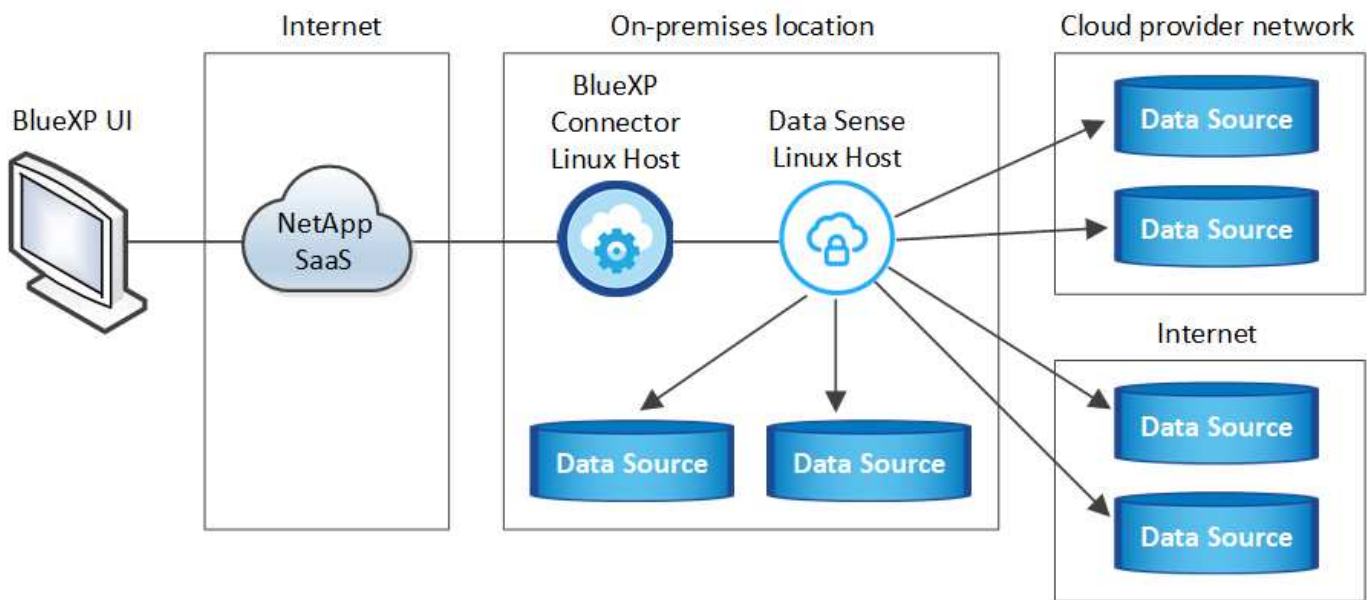 Internet
On-premises location
Cloud provider network
BlueXP UI
NetApp
SaaS
BlueXP
Connector
Linux Host
Data Sense
Linux Host
Data Source
Data Source
Data Source
Data Source
Internet
Data Source
Data Source